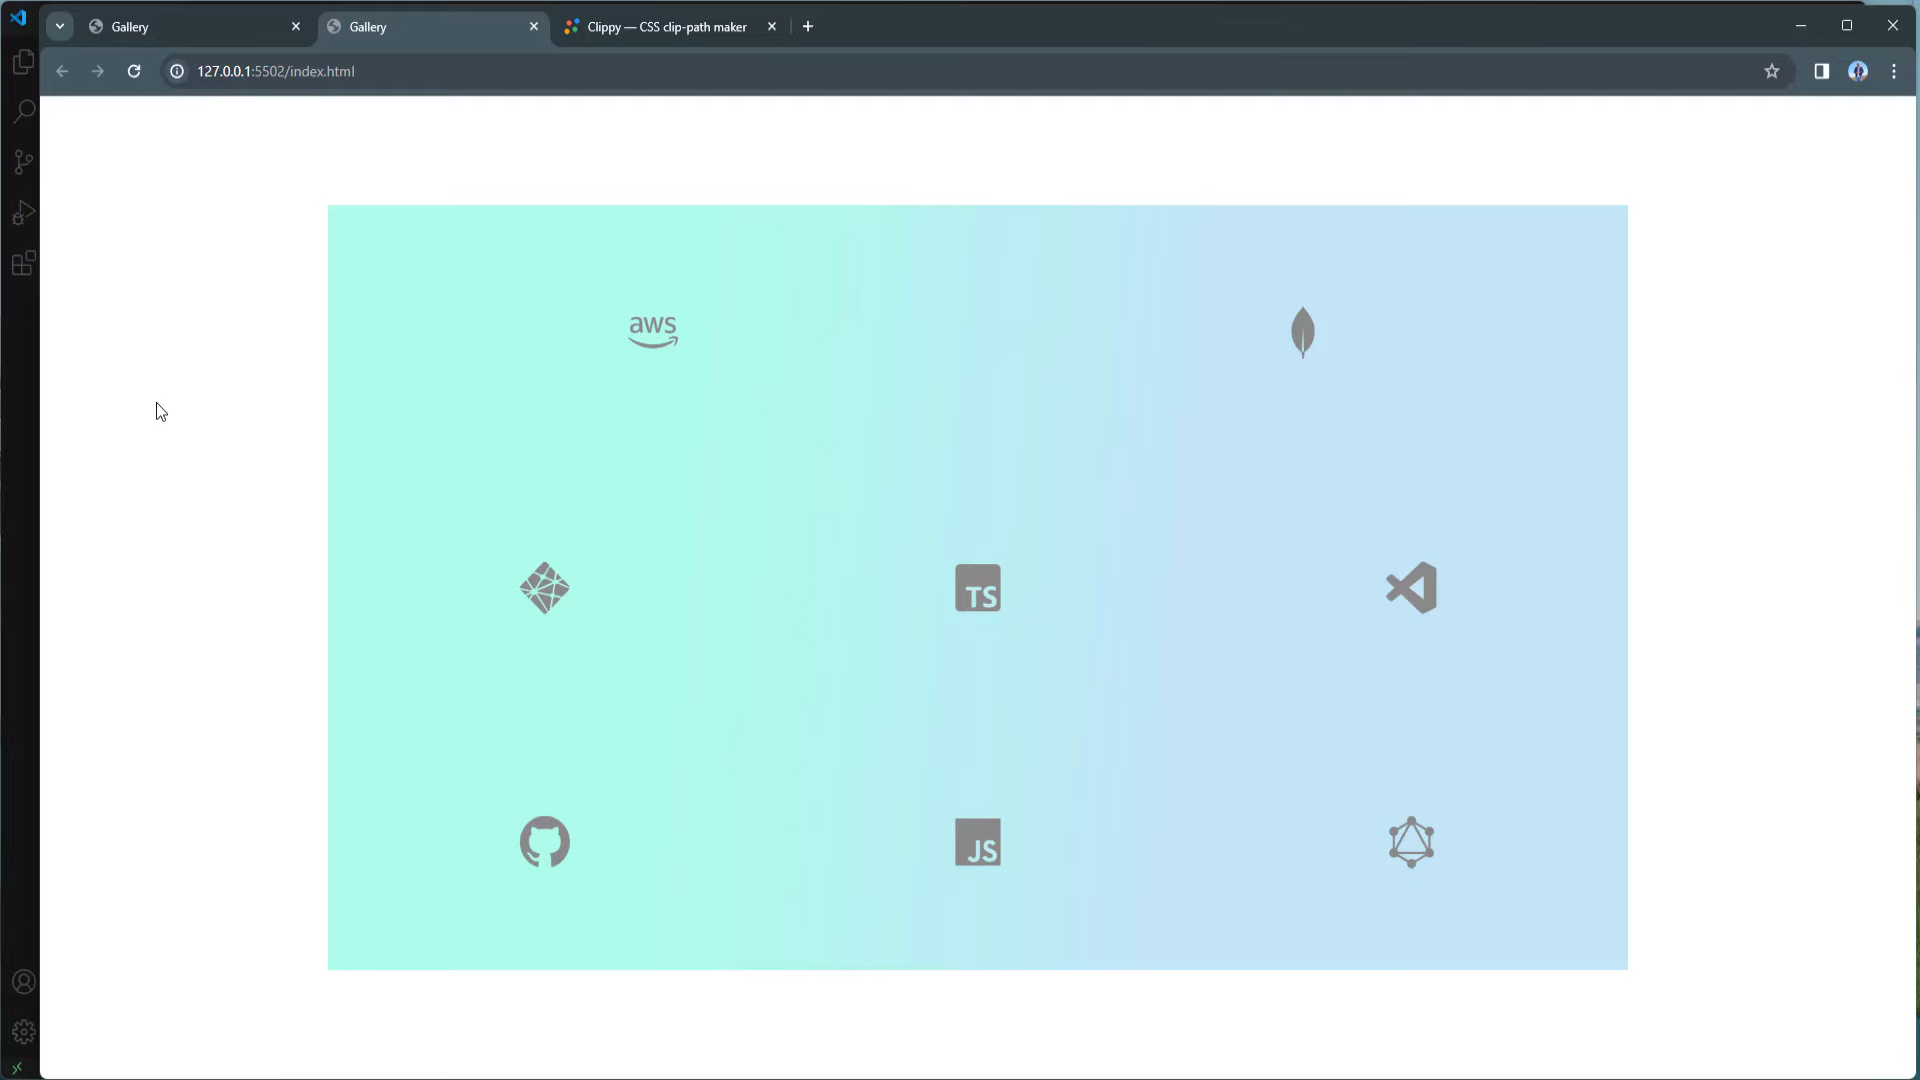 Gallery
Gallery
Clippy — CSS clip-path maker
127.0.0.1:5502/index.html
aws
TS
JS